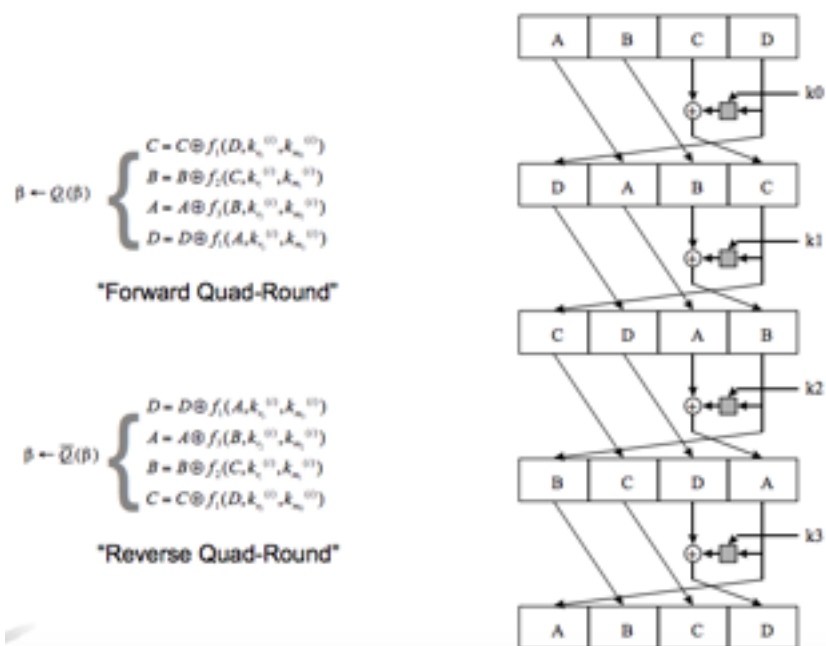 C = C ⊕ f₁(D, k
B = B ⊕ f₂(C, k
β ← Q(β)
A = A ⊕ f₃(B, k
D = D ⊕ f₁(A, k
"Forward Quad-Round"
D = D ⊕ f₁(A, k
A = A ⊕ f₃(B, k
β ← Q̅(β)
B = B ⊕ f₂(C, k
C = C ⊕ f₁(D, k
"Reverse Quad-Round"
A B C D
k0
D A B C
k1
C D A B
k2
B C D A
k3
A B C D